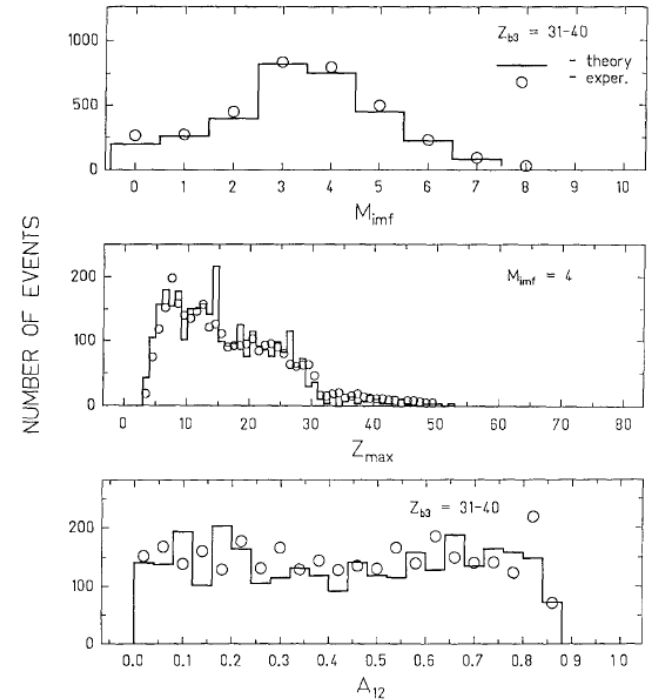 1000
Z_b3 = 31-40
- theory
- exper.
500
0
0 1 2 3 4 5 6 7 8 9 10
M_imf
NUMBER OF EVENTS
200
M_imf = 4
100
0
0 10 20 30 40 50 60 70 80
Z_max
Z_b3 = 31-40
200
100
0
0.0 0.1 0.2 0.3 0.4 0.5 0.6 0.7 0.8 0 9 1.0
A_12